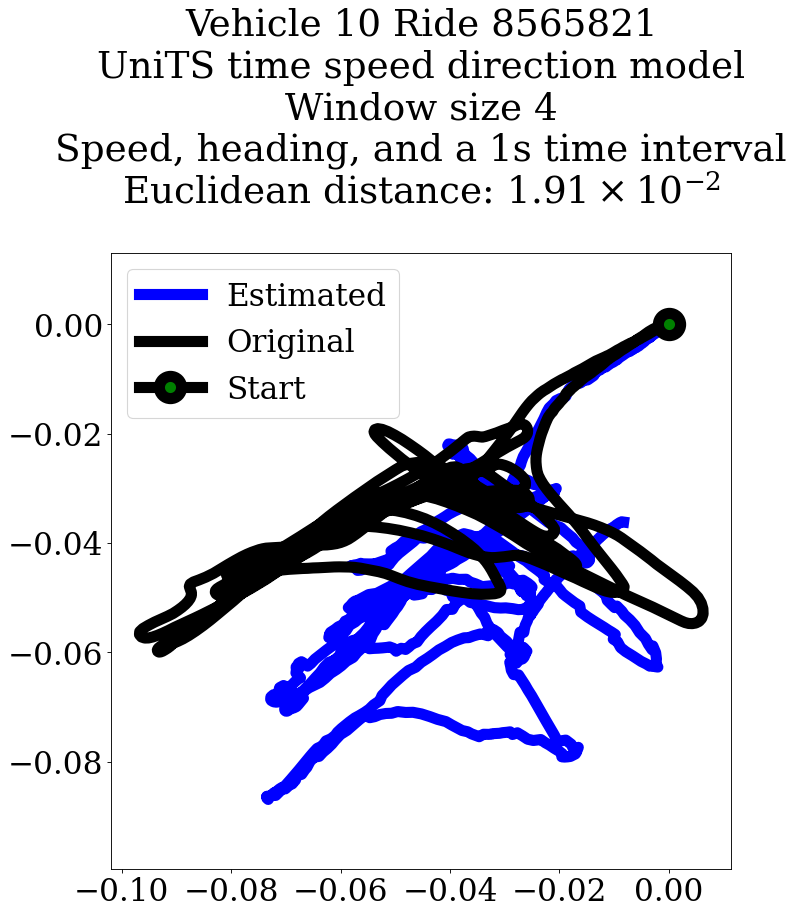 Vehicle 10 Ride 8565821
UniTS time speed direction model
Window size 4
Speed, heading, and a 1s time interval
Euclidean distance: 1.91 × 10⁻²
Estimated
Original
Start
0.00
−0.02
−0.04
−0.06
−0.08
−0.10 −0.08 −0.06 −0.04 −0.02 0.00